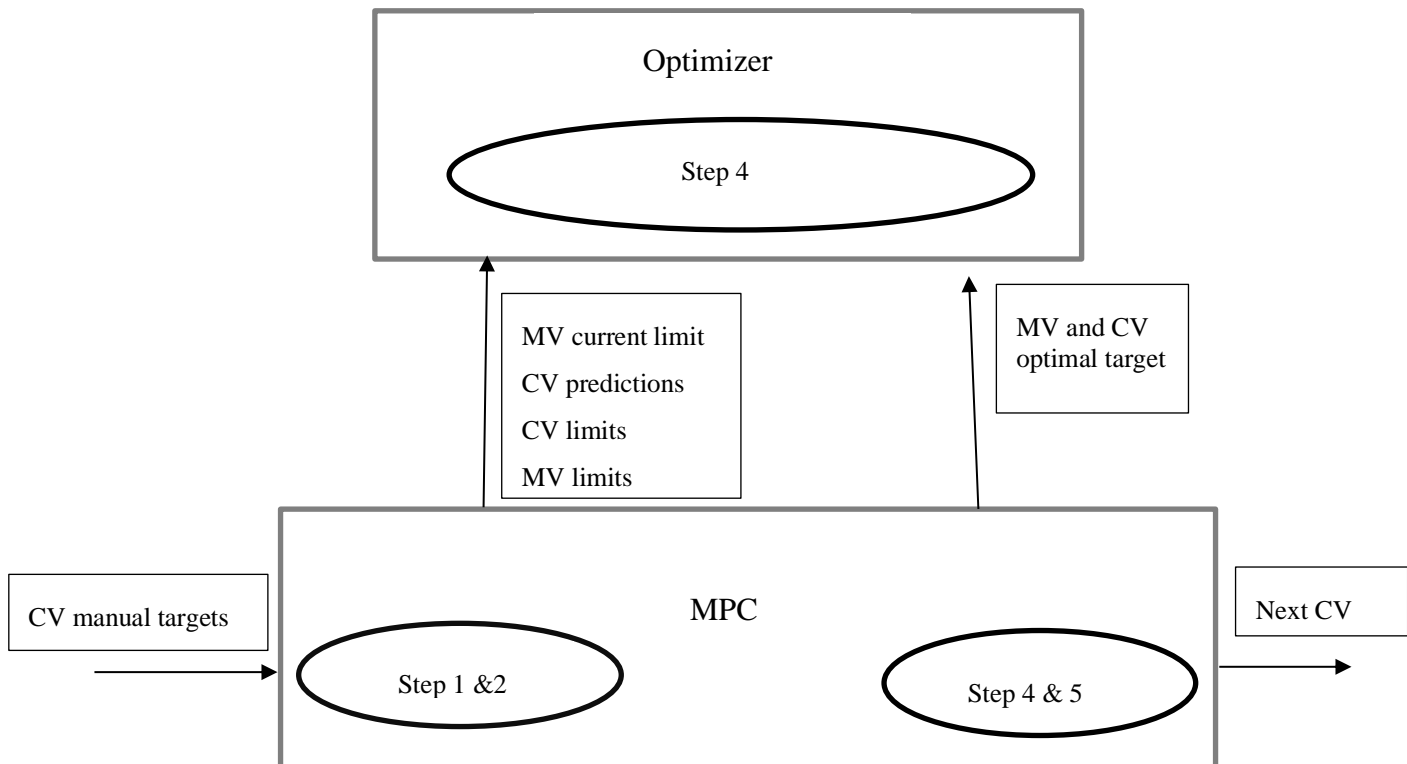 Optimizer
Step 4
MV current limit
CV predictions
CV limits
MV limits
MV and CV
optimal target
CV manual targets
MPC
Next CV
Step 1 &2
Step 4 & 5